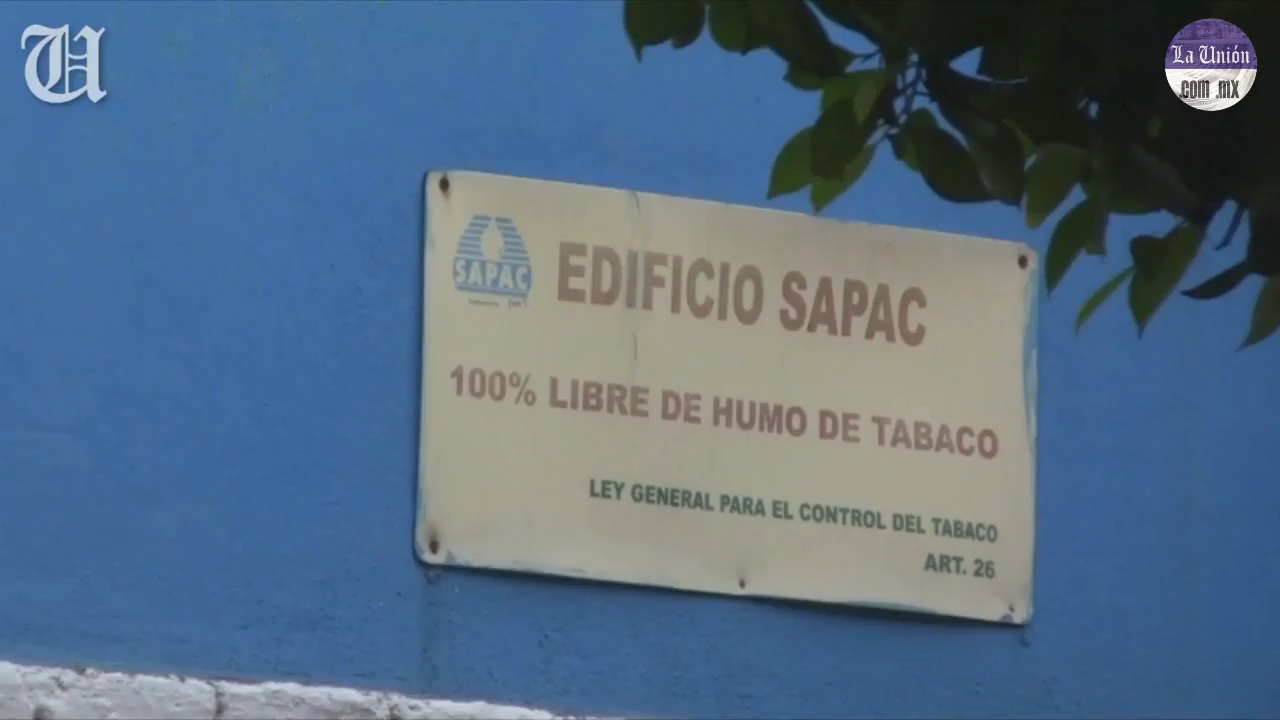 U
La Unión
.com .mx
SAPAC
EDIFICIO SAPAC
100% LIBRE DE HUMO DE TABACO
LEY GENERAL PARA EL CONTROL DEL TABACO
ART. 26